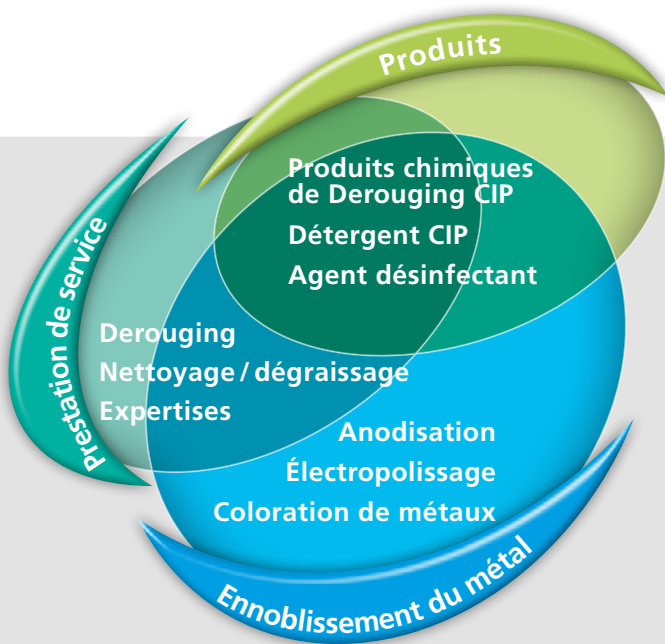 Produits
Produits chimiques
de Derouging CIP
Détergent CIP
Agent désinfectant
Prestation de service
Derouging
Nettoyage / dégraissage
Expertises
Anodisation
Électropolissage
Coloration de métaux
Ennoblissement du métal